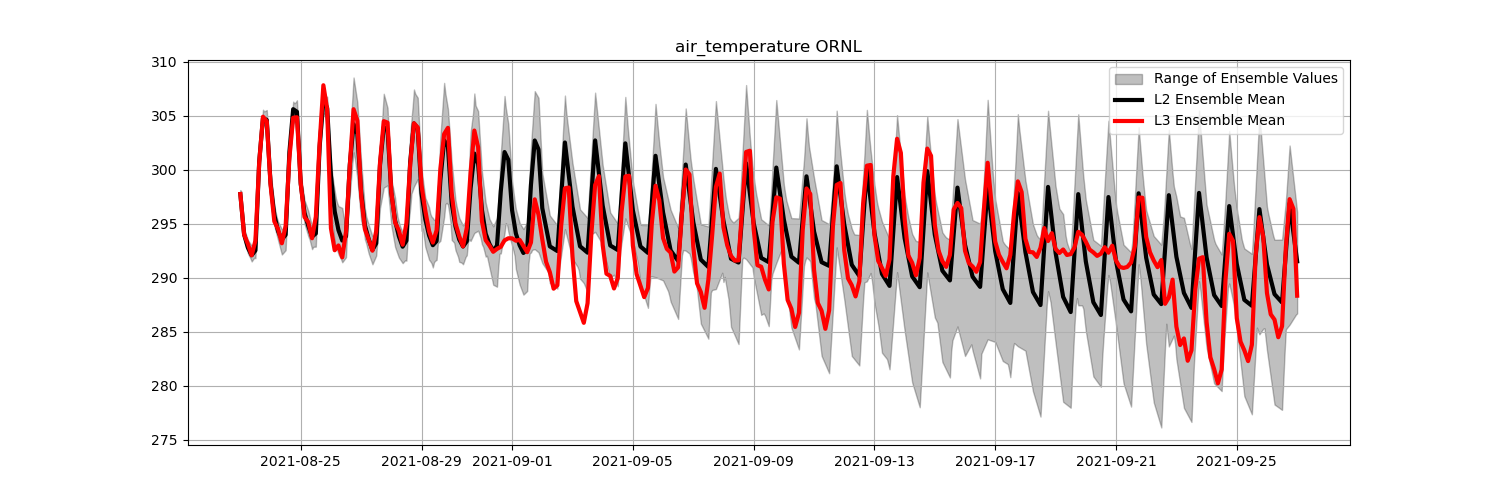 air_temperature ORNL
310
305
300
295
290
285
280
275
Range of Ensemble Values
L2 Ensemble Mean
L3 Ensemble Mean
2021-08-25 2021-08-29 2021-09-01 2021-09-05 2021-09-09 2021-09-13 2021-09-17 2021-09-21 2021-09-25